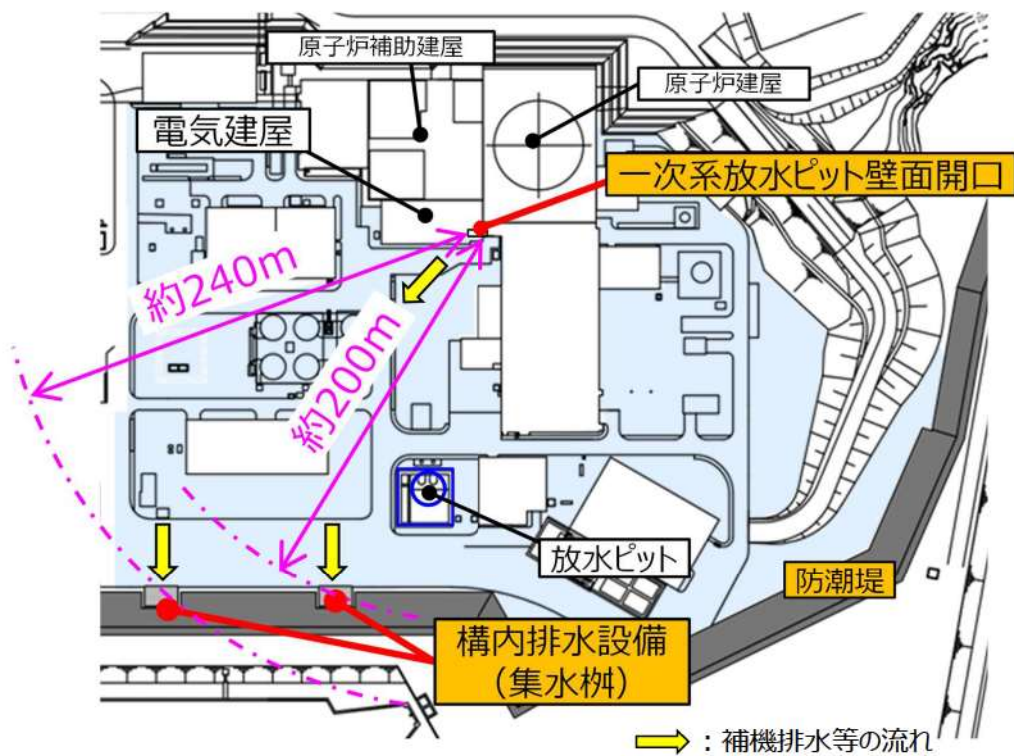 原子炉補助建屋
原子炉建屋
電気建屋
一次系放水ピット壁面開口
約240m
約200m
放水ピット
防潮堤
構内排水設備
（集水桝）
：補機排水等の流れ